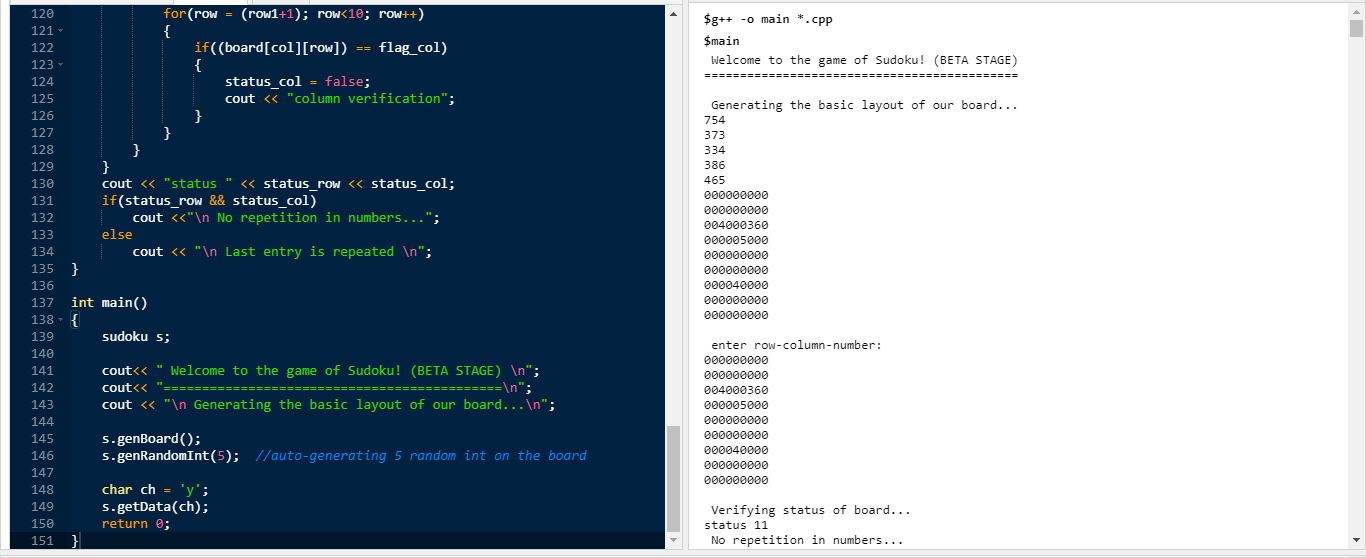 120 for(row = (row1+1); row<10; row++)
121 {
122 if((board[col][row]) == flag_col)
123 {
124 status_col = false;
125 cout << "column verification";
126 }
127 }
128 }
129 }
130 cout << "status " << status_row << status_col;
131 if(status_row && status_col)
132 cout <<"\n No repetition in numbers...";
133 else
134 cout << "\n Last entry is repeated \n";
135 }
136
137 int main()
138 {
139 sudoku s;
140
141 cout<< " Welcome to the game of Sudoku! (BETA STAGE) \n";
142 cout<< "============================================\n";
143 cout << "\n Generating the basic layout of our board...\n";
144
145 s.genBoard();
146 s.genRandomInt(5); //auto-generating 5 random int on the board
147
148 char ch = 'y';
149 s.getData(ch);
150 return 0;
151 }
$g++ -o main *.cpp
$main
Welcome to the game of Sudoku! (BETA STAGE)
============================================
Generating the basic layout of our board...
754
373
334
386
465
000000000
000000000
004000360
000005000
000000000
000000000
000040000
000000000
000000000
enter row-column-number:
000000000
000000000
004000360
000005000
000000000
000000000
000040000
000000000
000000000
Verifying status of board...
status 11
No repetition in numbers...